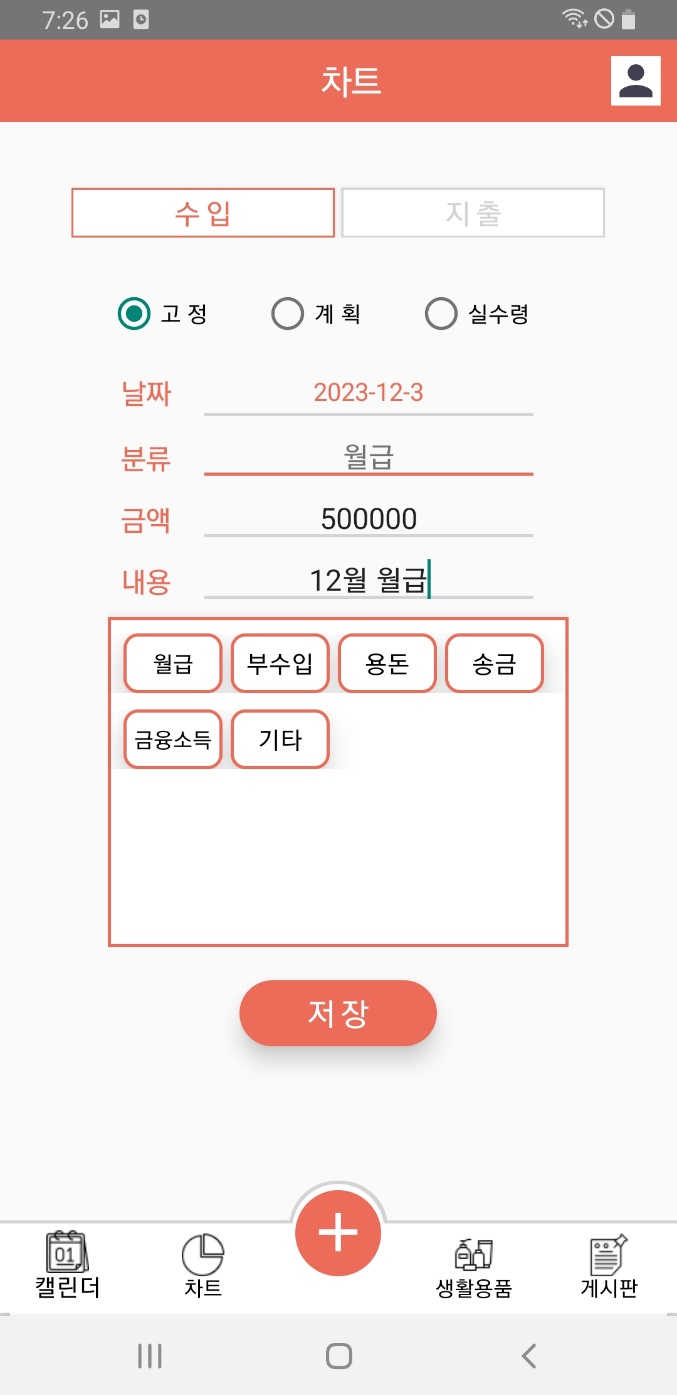 7:26
차트
수 입 지 출
고 정 계 획 실수령
날짜 2023-12-3
분류 월급
금액 500000
내용 12월 월급
월급 부수입 용돈 송금
금융소득 기타
저 장
01
캘린더 차트 생활용품 게시판